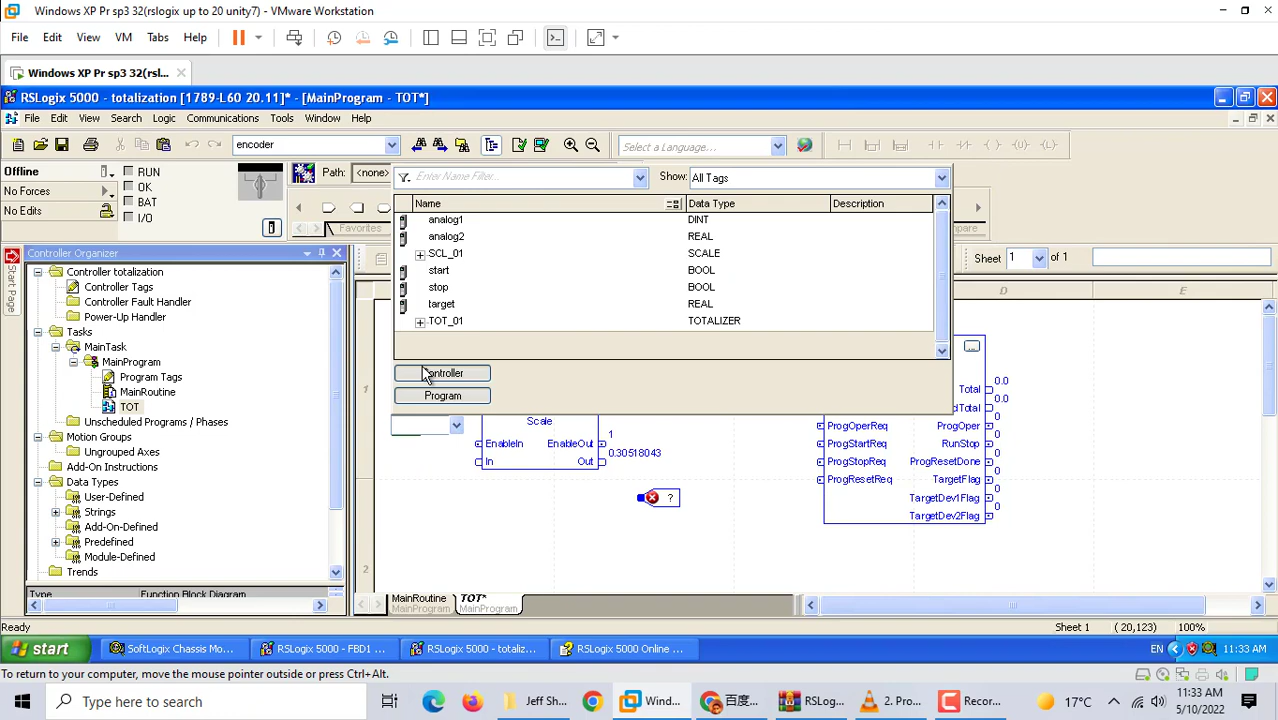 Windows XP Pr sp3 32(rslogix up to 20 unity7) - VMware Workstation
File Edit View VM Tabs Help
Windows XP Pr sp3 32(rsl...
RSLogix 5000 - totalization [1789-L60 20.11]* - [MainProgram - TOT*]
File Edit View Search Logic Communications Tools Window Help
encoder
Select a Language...
Offline
RUN
Path: <none>
No Forces
OK
BAT
No Edits
I/O
Favorites
Enter Name Filter...
Show: All Tags
Name Data Type Description
analog1 DINT
analog2 REAL
SCL_01 SCALE
start BOOL
stop BOOL
target REAL
TOT_01 TOTALIZER
Controller
Program
Start Page
Controller Organizer
Controller totalization
Controller Tags
Controller Fault Handler
Power-Up Handler
Tasks
MainTask
MainProgram
Program Tags
MainRoutine
TOT
Unscheduled Programs / Phases
Motion Groups
Ungrouped Axes
Add-On Instructions
Data Types
User-Defined
Strings
Add-On-Defined
Predefined
Module-Defined
Trends
Type Function Block Diagram
Sheet 1 of 1
D E
1
2
Scale
EnableIn EnableOut 1
In Out 0.30518043
?
Total 0.0
0.0
ProgOperReq ProgOper 0
ProgStartReq RunStop 0
ProgStopReq ProgResetDone 0
ProgResetReq TargetFlag 0
TargetDev1Flag 0
TargetDev2Flag 0
MainRoutine
MainProgram
TOT*
MainProgram
Ready
Sheet 1 (20,123) 100%
start
SoftLogix Chassis Mo...
RSLogix 5000 - FBD1 ...
RSLogix 5000 - totaliz...
RSLogix 5000 Online ...
EN 11:33 AM
To return to your computer, move the mouse pointer outside or press Ctrl+Alt.
Type here to search
Jeff Sh...
Wind...
百度...
RSLog...
2. Pro...
Recor...
17°C
11:33 AM
5/10/2022